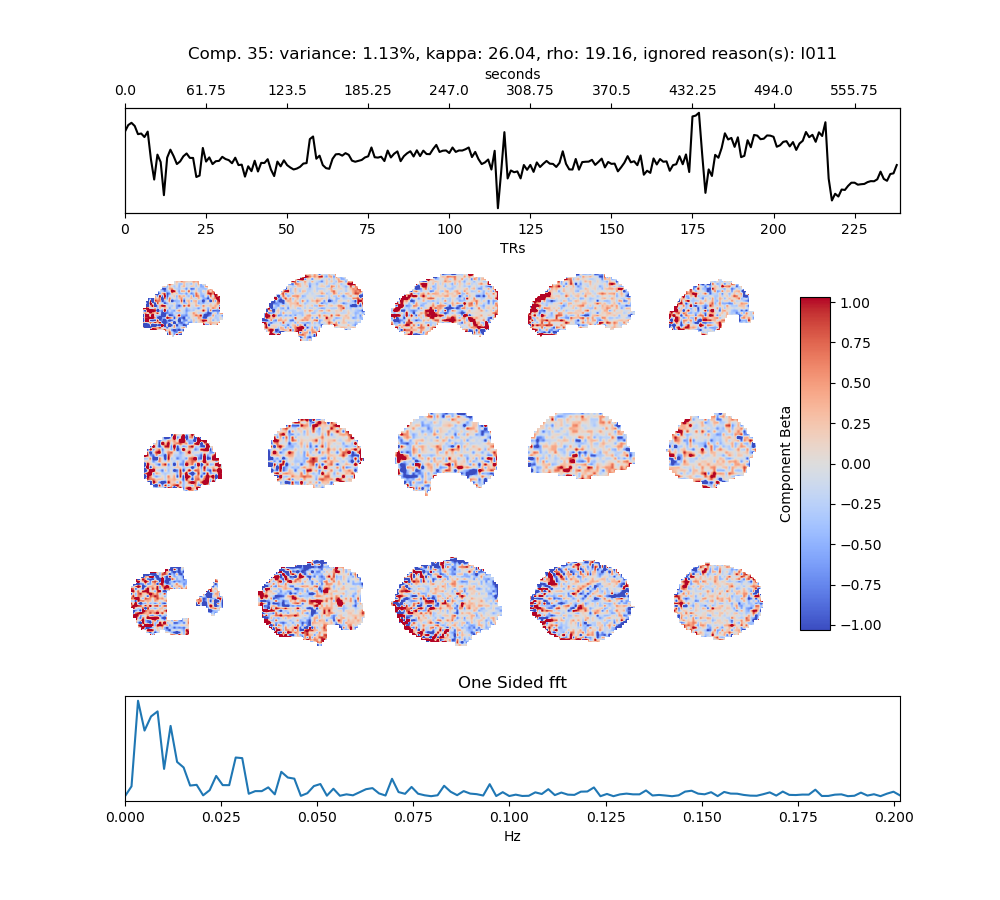 Comp. 35: variance: 1.13%, kappa: 26.04, rho: 19.16, ignored reason(s): I011
seconds
0.0 61.75 123.5 185.25 247.0 308.75 370.5 432.25 494.0 555.75
0 25 50 75 100 125 150 175 200 225
TRs
1.00
0.75
0.50
0.25
0.00
−0.25
−0.50
−0.75
−1.00
Component Beta
One Sided fft
0.000 0.025 0.050 0.075 0.100 0.125 0.150 0.175 0.200
Hz